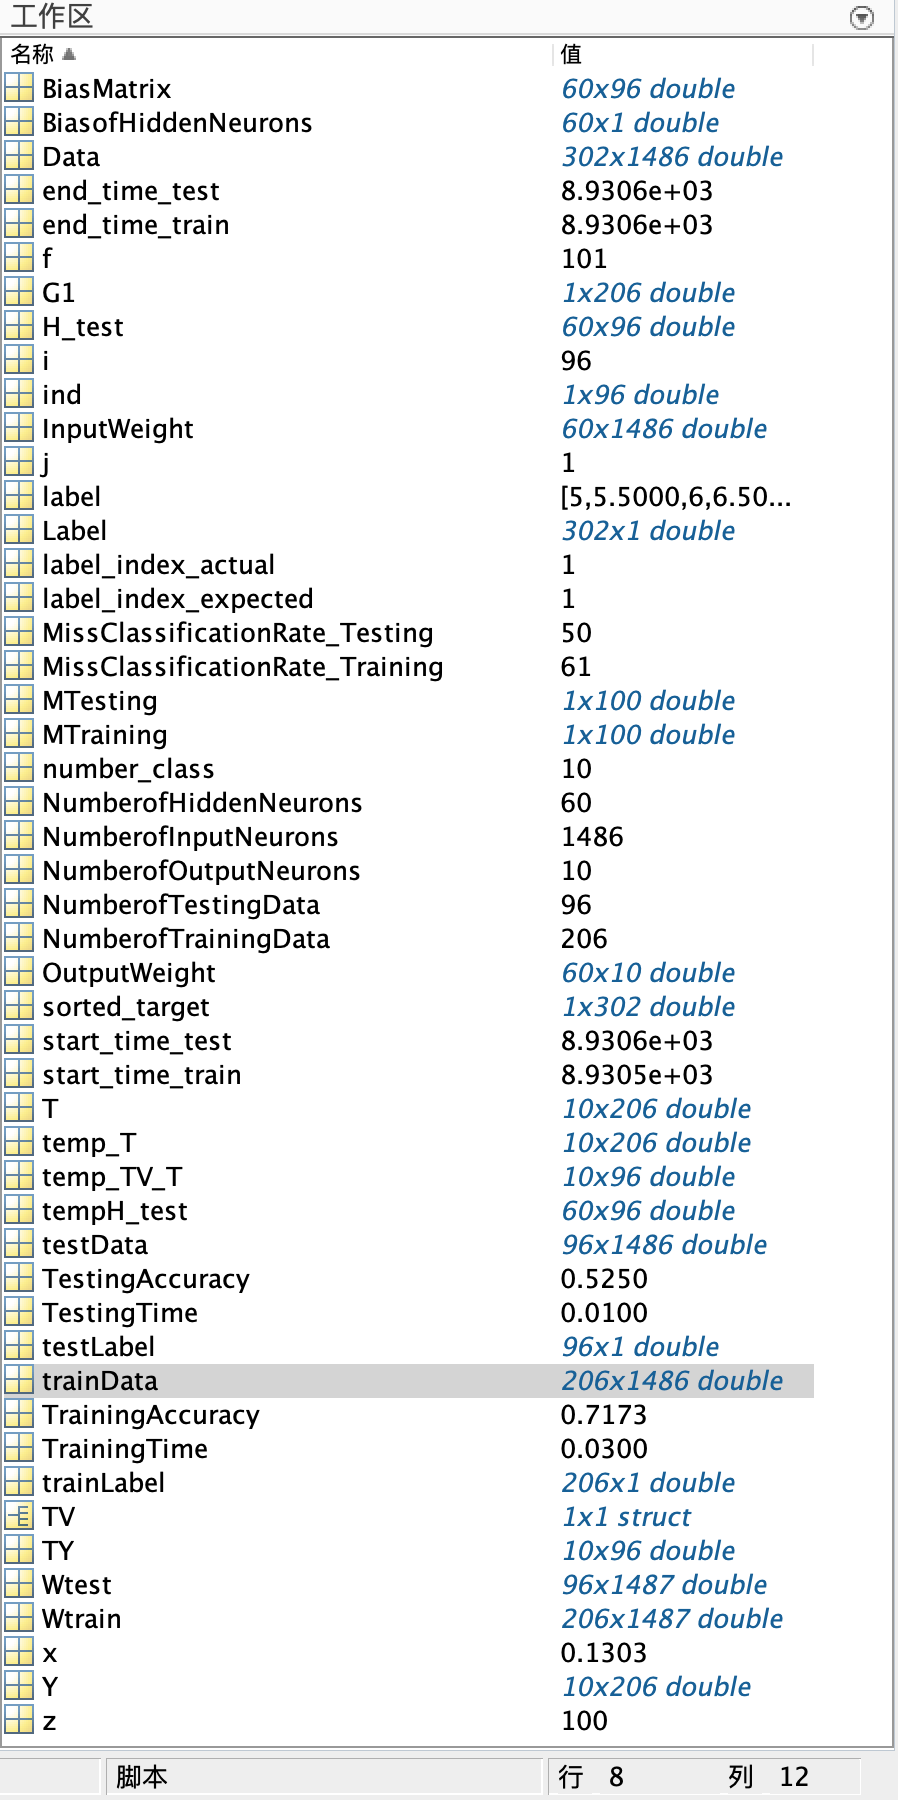 工作区
名称 值
BiasMatrix 60x96 double
BiasofHiddenNeurons 60x1 double
Data 302x1486 double
end_time_test 8.9306e+03
end_time_train 8.9306e+03
f 101
G1 1x206 double
H_test 60x96 double
i 96
ind 1x96 double
InputWeight 60x1486 double
j 1
label [5,5.5000,6,6.50...
Label 302x1 double
label_index_actual 1
label_index_expected 1
MissClassificationRate_Testing 50
MissClassificationRate_Training 61
MTesting 1x100 double
MTraining 1x100 double
number_class 10
NumberofHiddenNeurons 60
NumberofInputNeurons 1486
NumberofOutputNeurons 10
NumberofTestingData 96
NumberofTrainingData 206
OutputWeight 60x10 double
sorted_target 1x302 double
start_time_test 8.9306e+03
start_time_train 8.9305e+03
T 10x206 double
temp_T 10x206 double
temp_TV_T 10x96 double
tempH_test 60x96 double
testData 96x1486 double
TestingAccuracy 0.5250
TestingTime 0.0100
testLabel 96x1 double
trainData 206x1486 double
TrainingAccuracy 0.7173
TrainingTime 0.0300
trainLabel 206x1 double
TV 1x1 struct
TY 10x96 double
Wtest 96x1487 double
Wtrain 206x1487 double
x 0.1303
Y 10x206 double
z 100
脚本 行 8 列 12